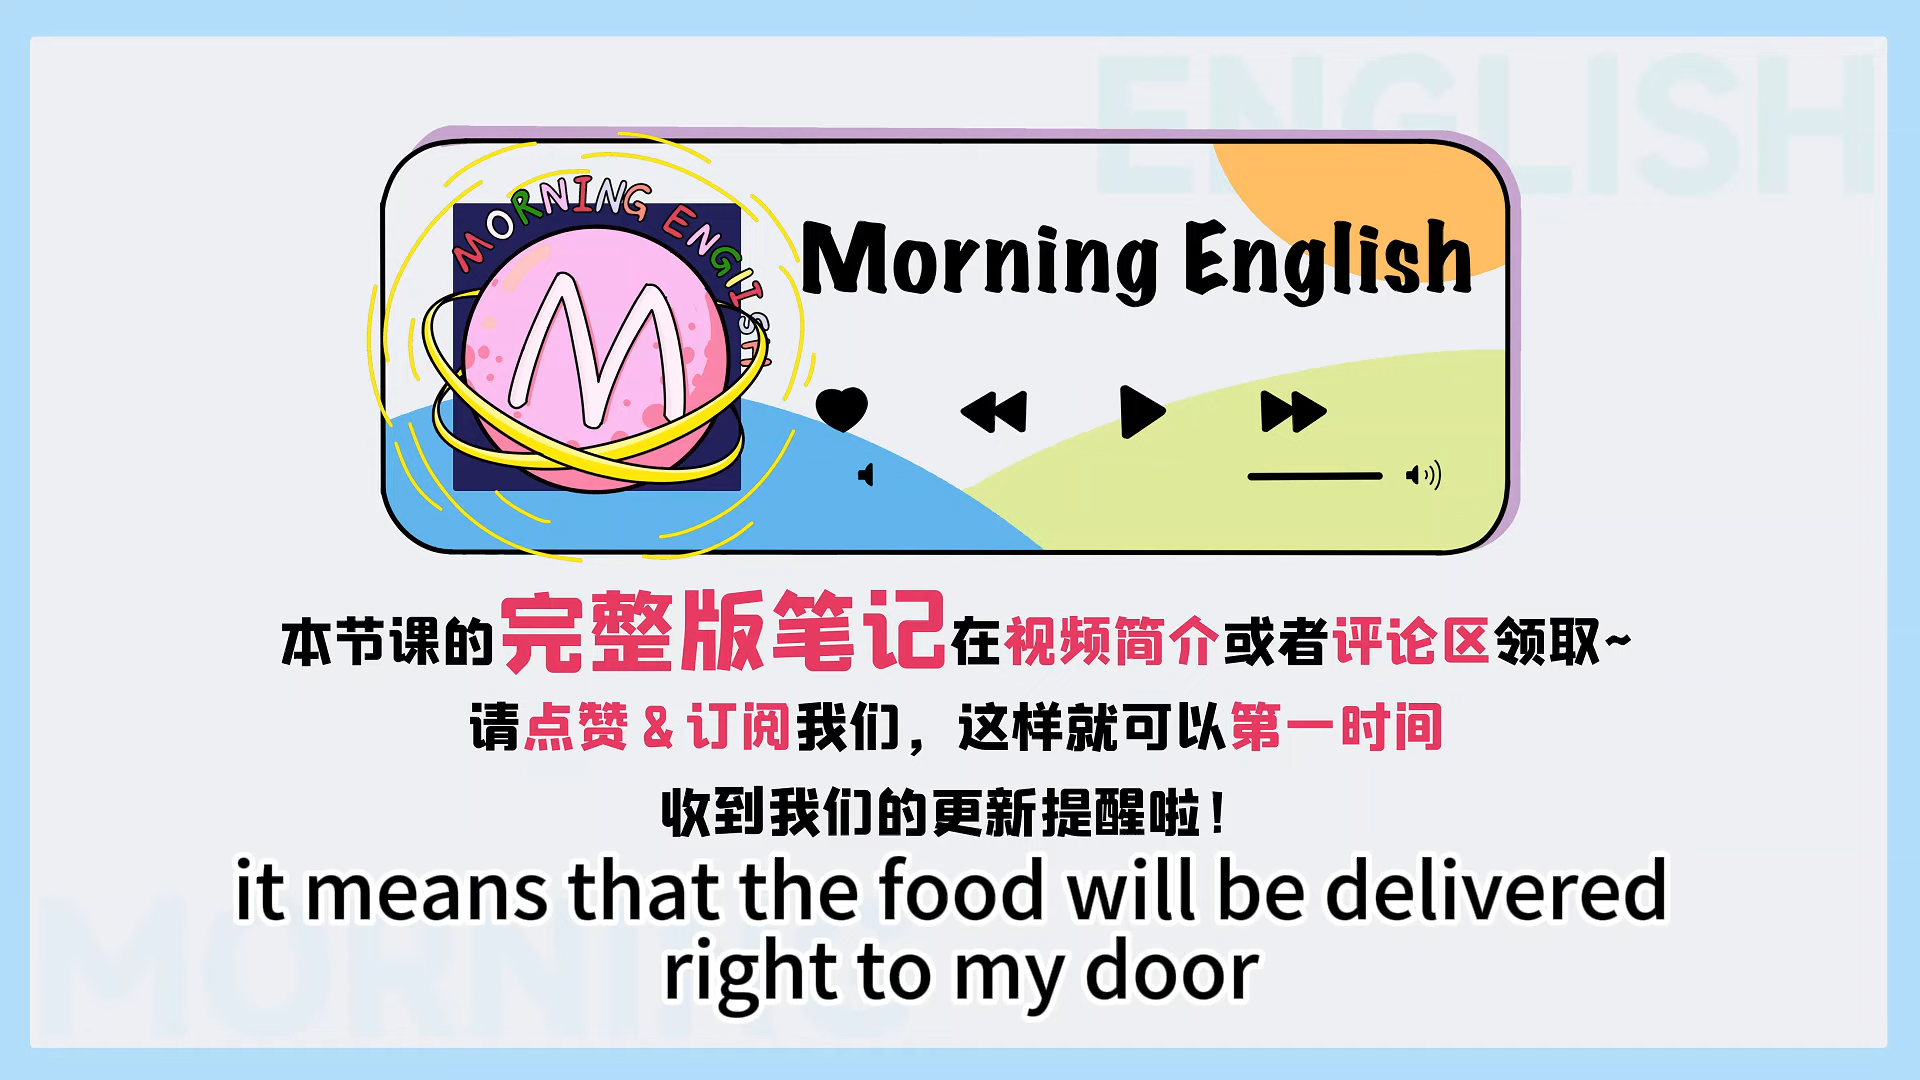 ENGLISH
MORNING ENGLISH
M
Morning English
本节课的完整版笔记在视频简介或者评论区领取~
请点赞&订阅我们，这样就可以第一时间
收到我们的更新提醒啦！
it means that the food will be delivered
right to my door
MORNING